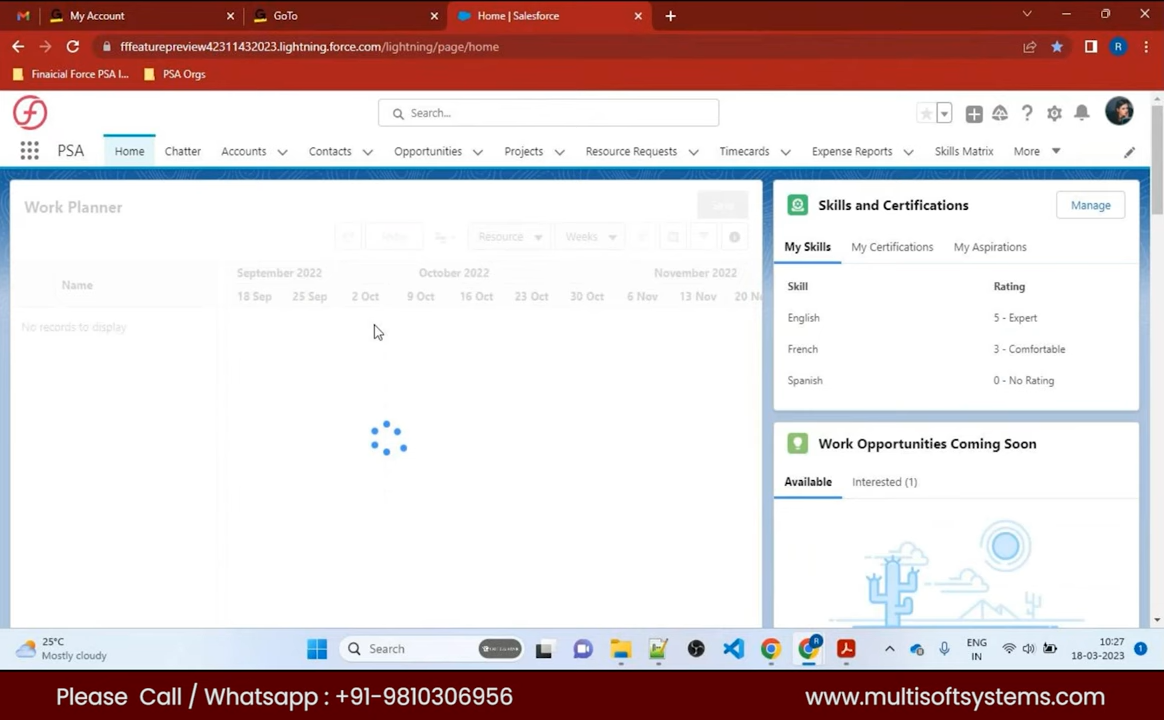 My Account
GoTo
Home | Salesforce
fffeaturepreview42311432023.lightning.force.com/lightning/page/home
R
Finaicial Force PSA I...
PSA Orgs
Search...
PSA
Home
Chatter
Accounts
Contacts
Opportunities
Projects
Resource Requests
Timecards
Expense Reports
Skills Matrix
More
Work Planner
Resource
Weeks
Name
September 2022
October 2022
November 2022
18 Sep
25 Sep
2 Oct
9 Oct
16 Oct
23 Oct
30 Oct
6 Nov
13 Nov
20 Nov
No records to display
Skills and Certifications
Manage
My Skills
My Certifications
My Aspirations
Skill
Rating
English
5 - Expert
French
3 - Comfortable
Spanish
0 - No Rating
Work Opportunities Coming Soon
Available
Interested (1)
25°C
Mostly cloudy
Search
R
ENG
IN
10:27
18-03-2023
1
Please Call / Whatsapp : +91-9810306956
www.multisoftsystems.com